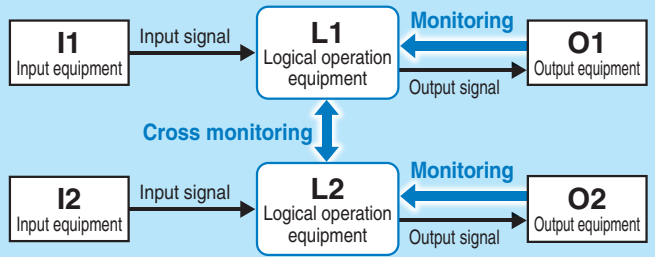 I1
Input equipment
Input signal
L1
Logical operation
equipment
Monitoring
Output signal
O1
Output equipment
Cross monitoring
I2
Input equipment
Input signal
L2
Logical operation
equipment
Monitoring
Output signal
O2
Output equipment